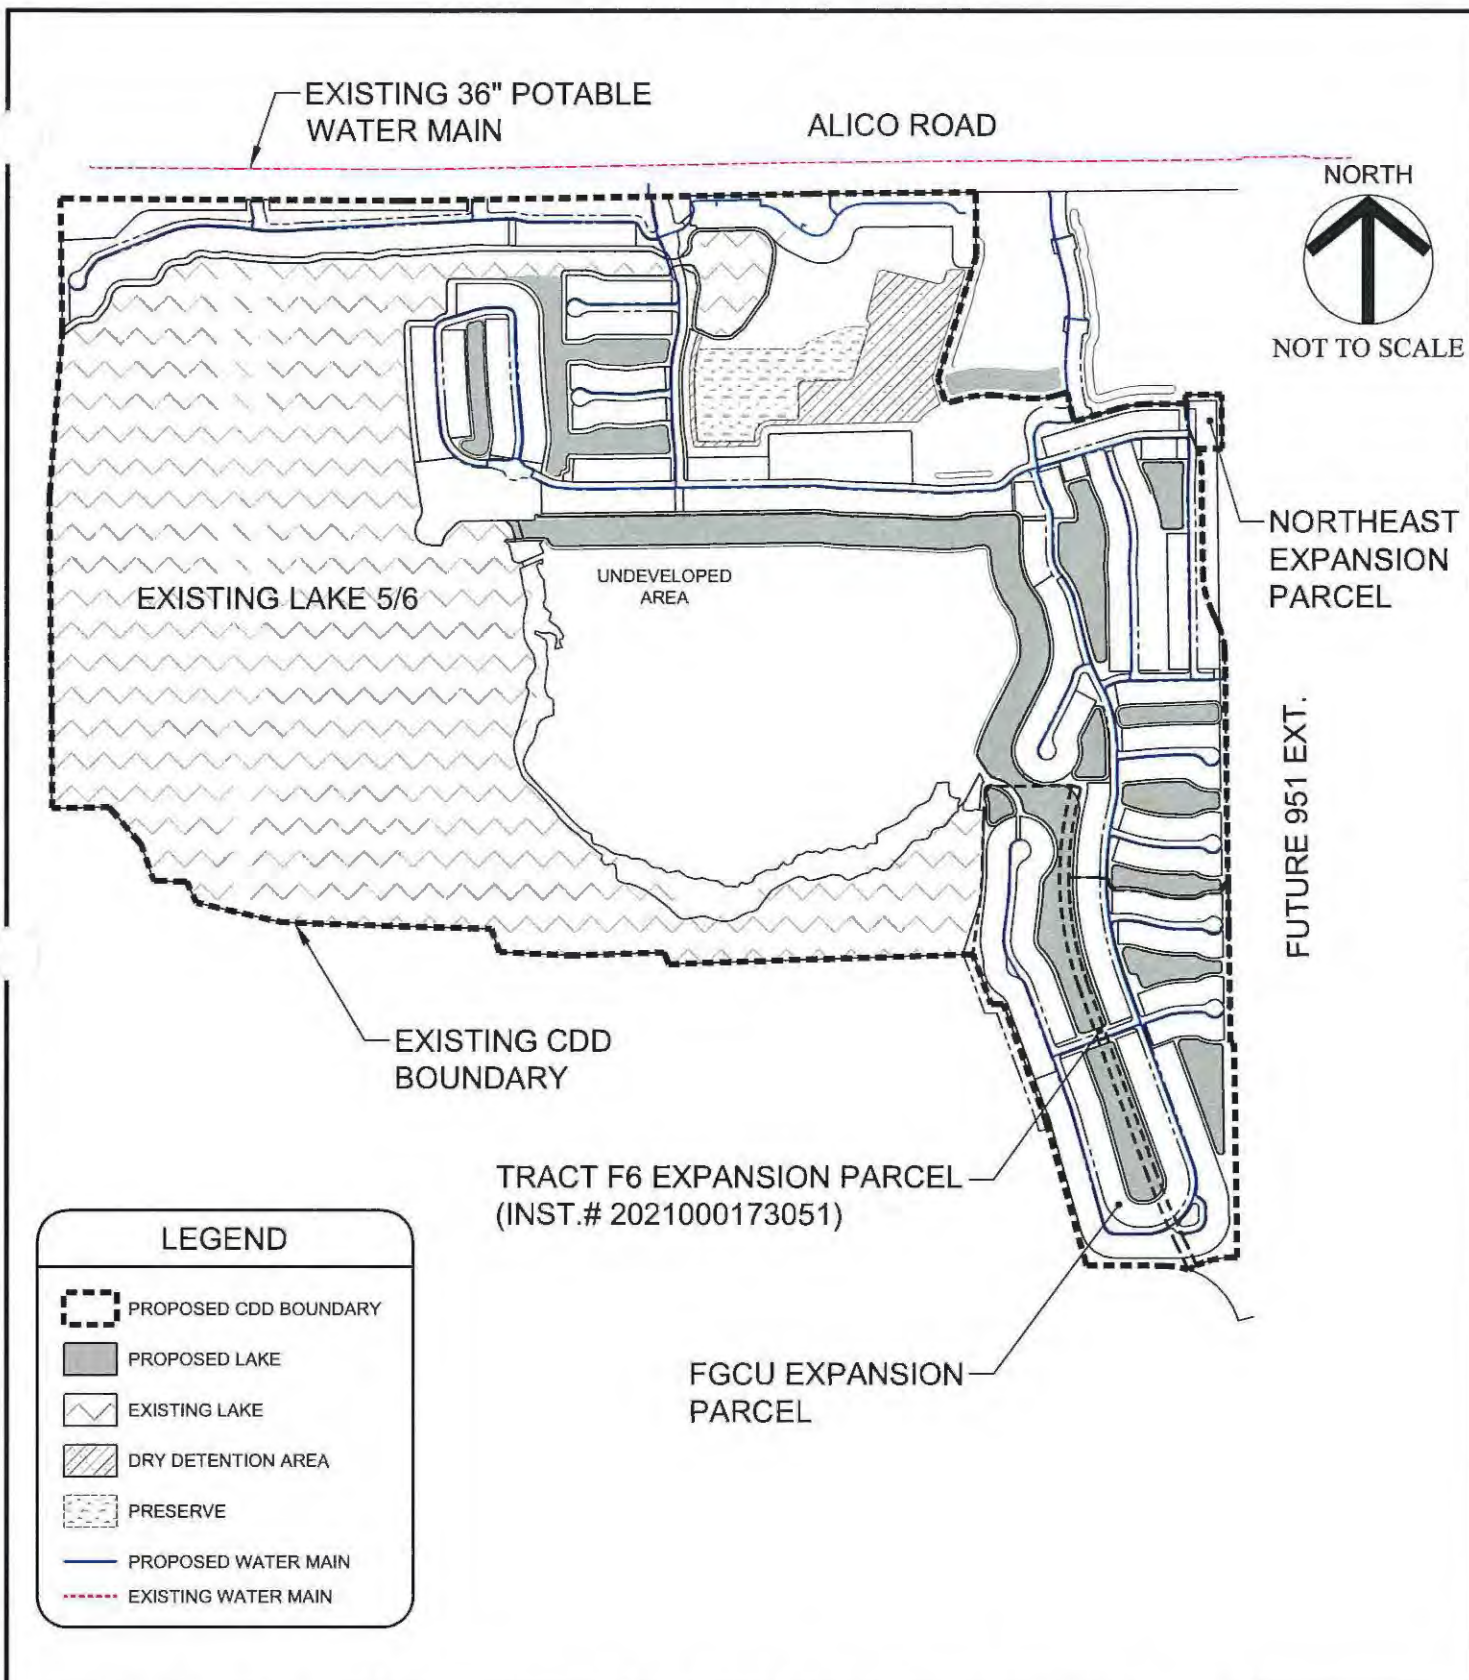 EXISTING 36" POTABLE
WATER MAIN
ALICO ROAD
NORTH
NOT TO SCALE
NORTHEAST
EXPANSION
PARCEL
UNDEVELOPED
AREA
EXISTING LAKE 5/6
FUTURE 951 EXT.
EXISTING CDD
BOUNDARY
TRACT F6 EXPANSION PARCEL
(INST.# 2021000173051)
FGCU EXPANSION
PARCEL
LEGEND
PROPOSED CDD BOUNDARY
PROPOSED LAKE
EXISTING LAKE
DRY DETENTION AREA
PRESERVE
PROPOSED WATER MAIN
EXISTING WATER MAIN